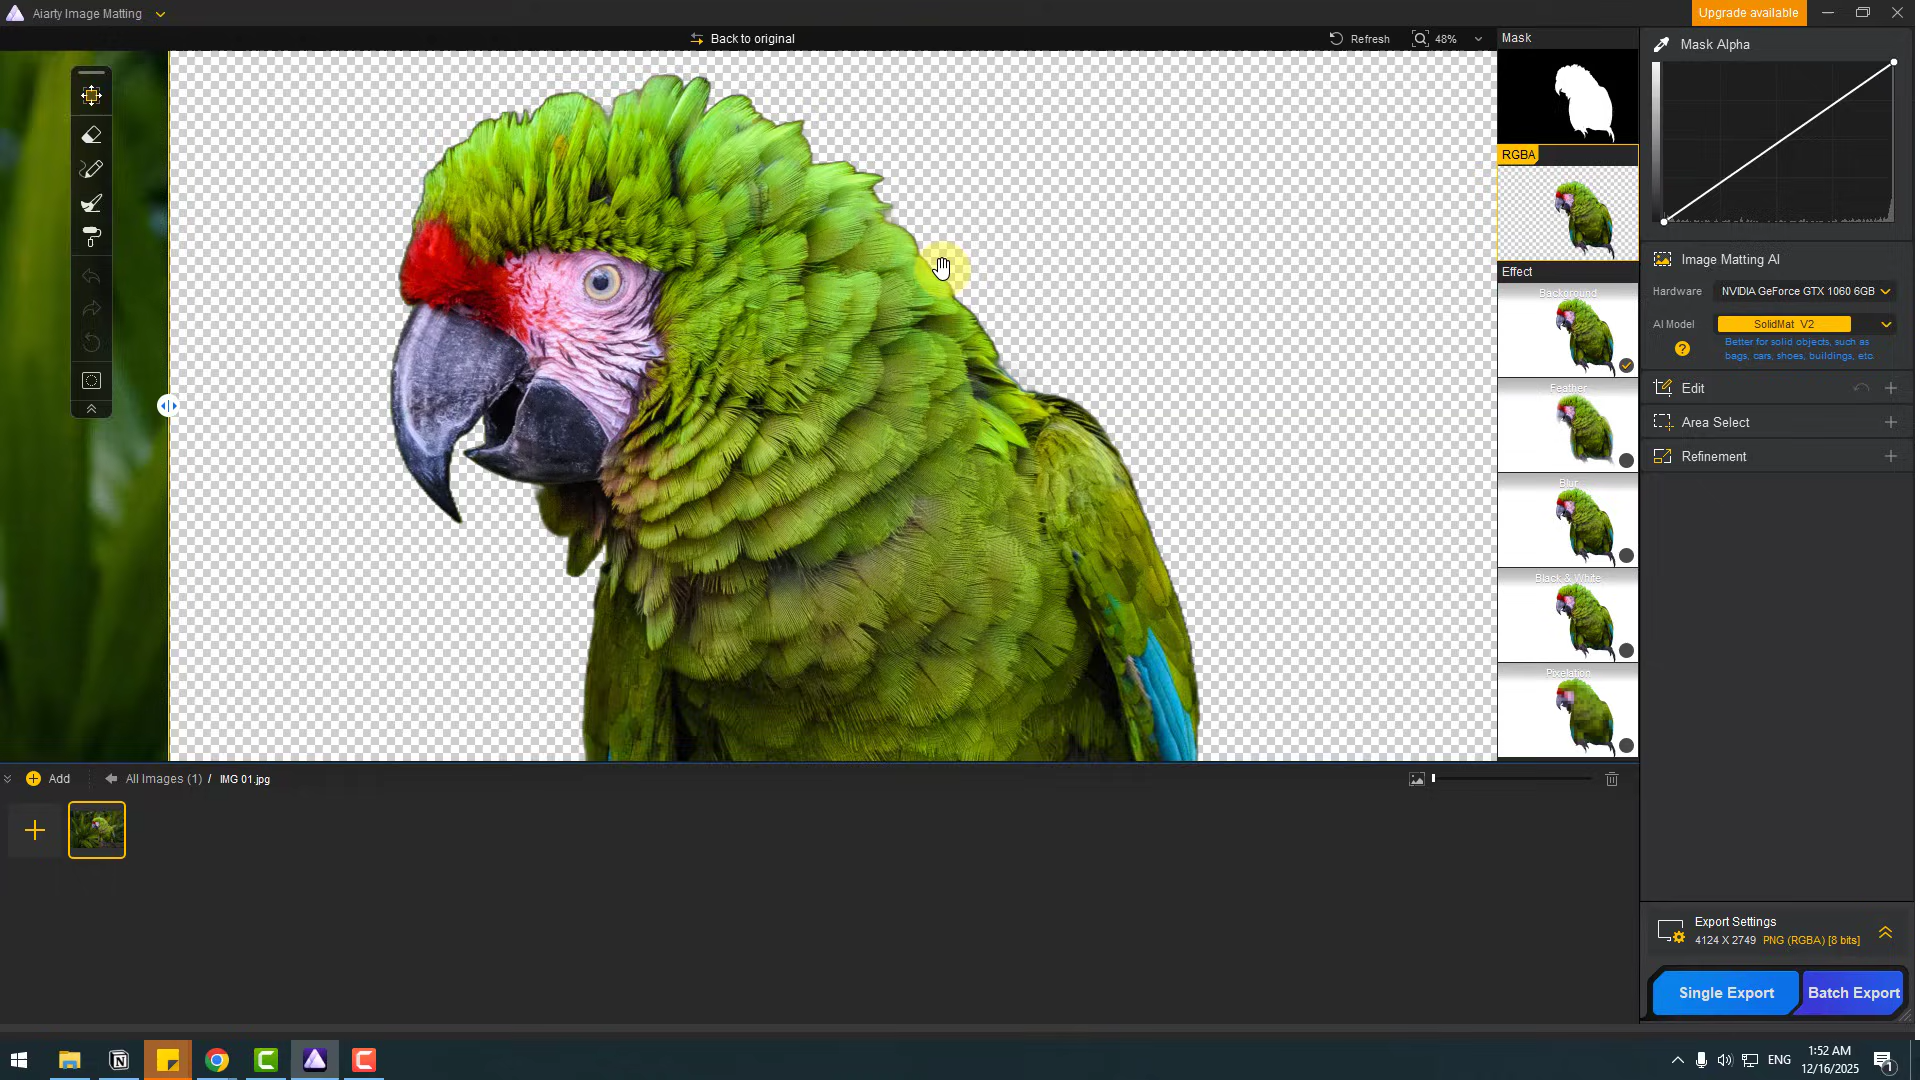 Aiarty Image Matting
Upgrade available
Back to original
Refresh
48%
Mask
RGBA
Effect
Background
Feather
Blur
Black & White
Pixelation
Mask Alpha
Image Matting AI
Hardware
NVIDIA GeForce GTX 1060 6GB
AI Model
SolidMat V2
?
Better for solid objects, such as
bags, cars, shoes, buildings, etc.
Edit
Area Select
Refinement
Add
All Images (1) / IMG 01.jpg
Export Settings
4124 X 2749 PNG (RGBA) [8 bits]
Single Export
Batch Export
ENG
1:52 AM
12/16/2025
1